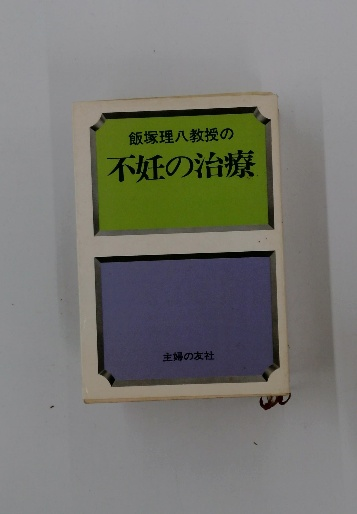 飯塚理八教授の
不妊の治療
主婦の友社